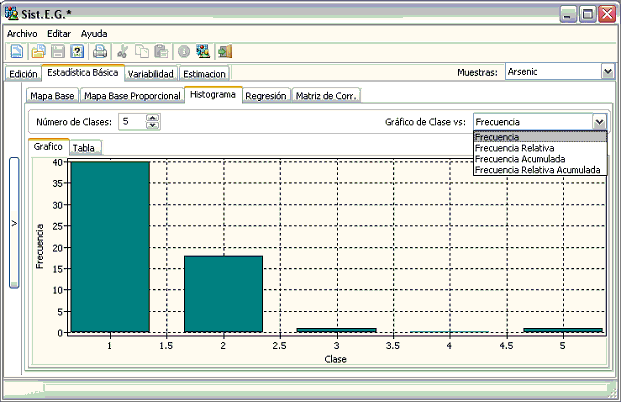 Sist.E.G.*
Archivo Editar Ayuda
Edición Estadística Básica Variabilidad Estimacion Muestras: Arsenic
Mapa Base Mapa Base Proporcional Histograma Regresión Matriz de Corr.
Número de Clases: 5 Gráfico de Clase vs: Frecuencia
Frecuencia
Frecuencia Relativa
Frecuencia Acumulada
Frecuencia Relativa Acumulada
Grafico Tabla
>
Frecuencia
40
35
30
25
20
15
10
5
0
1 1.5 2 2.5 3 3.5 4 4.5 5
Clase